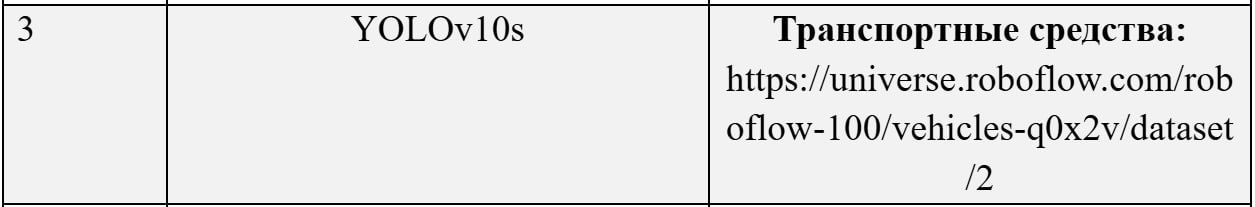 3
YOLOv10s
Транспортные средства:
https://universe.roboflow.com/rob
oflow-100/vehicles-q0x2v/dataset
/2